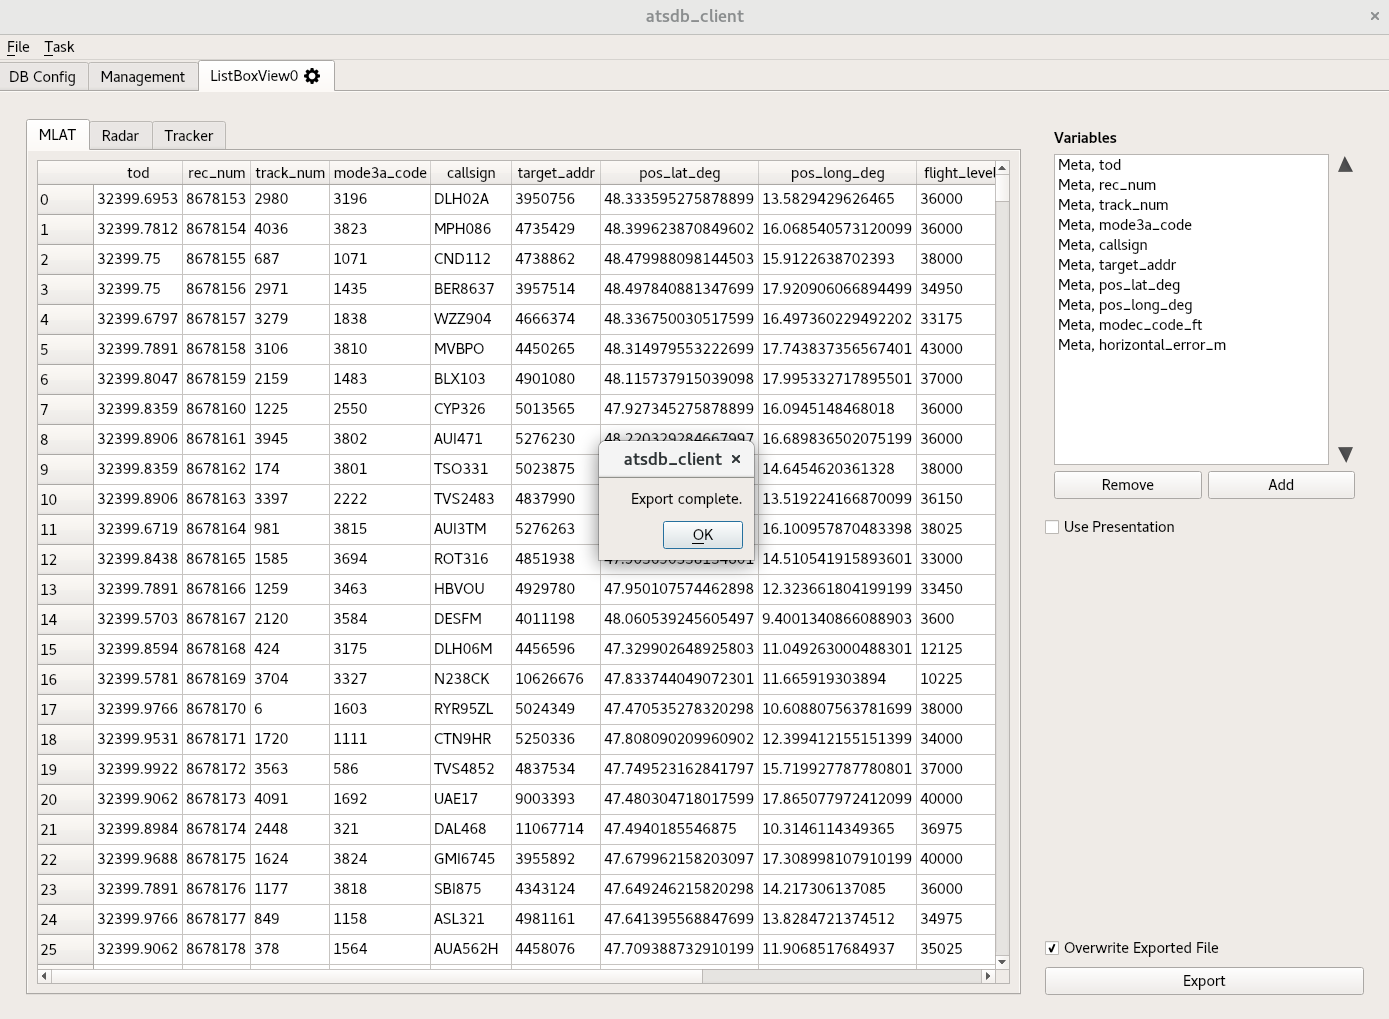 atsdb_client
File Task
DB Config Management ListBoxView0
MLAT Radar Tracker
tod rec_num track_num mode3a_code callsign target_addr pos_lat_deg pos_long_deg flight_level
0 32399.6953 8678153 2980 3196 DLH02A 3950756 48.333595275878899 13.5829429626465 36000
1 32399.7812 8678154 4036 3823 MPH086 4735429 48.399623870849602 16.068540573120099 36000
2 32399.75 8678155 687 1071 CND112 4738862 48.479988098144503 15.9122638702393 38000
3 32399.75 8678156 2971 1435 BER8637 3957514 48.497840881347699 17.920906066894499 34950
4 32399.6797 8678157 3279 1838 WZZ904 4666374 48.336750030517599 16.497360229492202 33175
5 32399.7891 8678158 3106 3810 MVBPO 4450265 48.314979553222699 17.743837356567401 43000
6 32399.8047 8678159 2159 1483 BLX103 4901080 48.115737915039098 17.995332717895501 37000
7 32399.8359 8678160 1225 2550 CYP326 5013565 47.927345275878899 16.0945148468018 36000
8 32399.8906 8678161 3945 3802 AUI471 5276230 48.220329284667997 16.689836502075199 36000
9 32399.8359 8678162 174 3801 TSO331 5023875 14.6454620361328 38000
10 32399.8906 8678163 3397 2222 TVS2483 4837990 13.519224166870099 36150
11 32399.6719 8678164 981 3815 AUI3TM 5276263 16.100957870483398 38025
12 32399.8438 8678165 1585 3694 ROT316 4851938 14.510541915893601 33000
13 32399.7891 8678166 1259 3463 HBVOU 4929780 47.950107574462898 12.323661804199199 33450
14 32399.5703 8678167 2120 3584 DESFM 4011198 48.060539245605497 9.4001340866088903 3600
15 32399.8594 8678168 424 3175 DLH06M 4456596 47.329902648925803 11.049263000488301 12125
16 32399.5781 8678169 3704 3327 N238CK 10626676 47.833744049072301 11.665919303894 10225
17 32399.9766 8678170 6 1603 RYR95ZL 5024349 47.470535278320298 10.608807563781699 38000
18 32399.9531 8678171 1720 1111 CTN9HR 5250336 47.808090209960902 12.399412155151399 34000
19 32399.9922 8678172 3563 586 TVS4852 4837534 47.749523162841797 15.719927787780801 37000
20 32399.9062 8678173 4091 1692 UAE17 9003393 47.480304718017599 17.865077972412099 40000
21 32399.8984 8678174 2448 321 DAL468 11067714 47.4940185546875 10.3146114349365 36975
22 32399.9688 8678175 1624 3824 GMI6745 3955892 47.679962158203097 17.308998107910199 40000
23 32399.7891 8678176 1177 3818 SBI875 4343124 47.649246215820298 14.217306137085 36000
24 32399.9766 8678177 849 1158 ASL321 4981161 47.641395568847699 13.8284721374512 34975
25 32399.9062 8678178 378 1564 AUA562H 4458076 47.709388732910199 11.9068517684937 35025
atsdb_client
Export complete.
OK
Variables
Meta, tod
Meta, rec_num
Meta, track_num
Meta, mode3a_code
Meta, callsign
Meta, target_addr
Meta, pos_lat_deg
Meta, pos_long_deg
Meta, modec_code_ft
Meta, horizontal_error_m
Remove Add
Use Presentation
Overwrite Exported File
Export